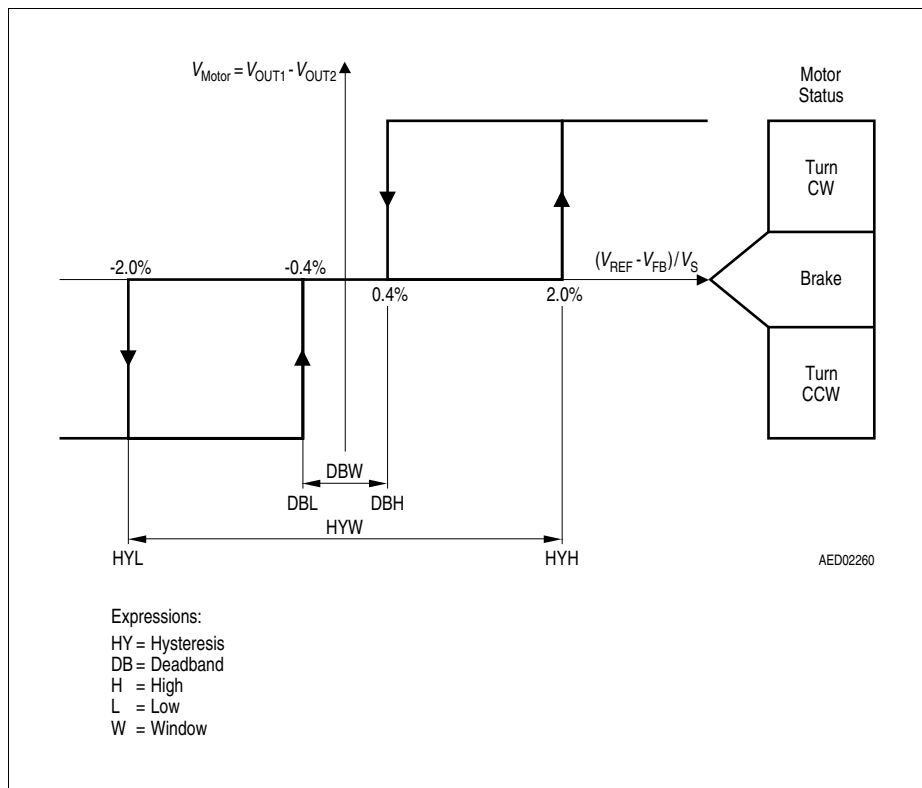 V_Motor = V_OUT1 - V_OUT2
Motor
Status
Turn
CW
-2.0%
-0.4%
(V_REF - V_FB) / V_S
Brake
0.4%
2.0%
Turn
CCW
DBW
DBL
DBH
HYW
HYL
HYH
AED02260
Expressions:
HY = Hysteresis
DB = Deadband
H = High
L = Low
W = Window